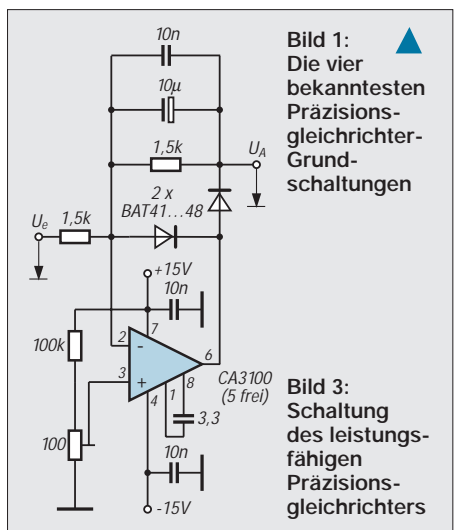 10n
10µ
1,5k
U_A
2 x
BAT41...48
U_e
1,5k
+15V
10n
100k
2
-
7
6
3
+
8
1
4
CA3100
(5 frei)
3,3
100
10n
-15V
Bild 1:
Die vier
bekanntesten
Präzisions-
gleichrichter-
Grund-
schaltungen
Bild 3:
Schaltung
des leistungs-
fähigen
Präzisions-
gleichrichters